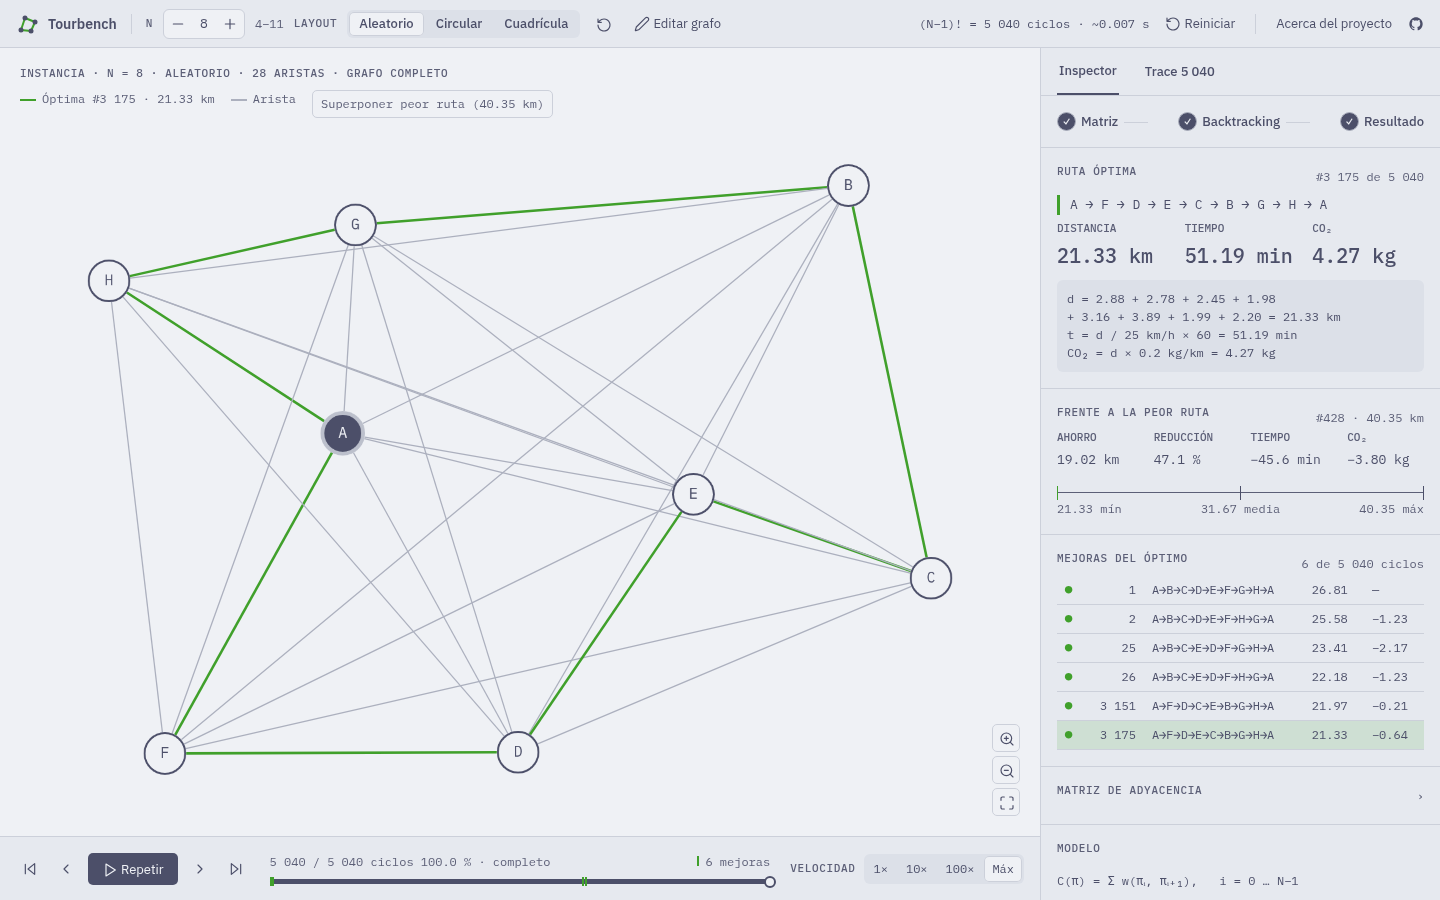 Tourbench
N
8
4–11
LAYOUT
Aleatorio
Circular
Cuadrícula
Editar grafo
(N−1)! = 5 040 ciclos · ~0.007 s
Reiniciar
Acerca del proyecto
INSTANCIA · N = 8 · ALEATORIO · 28 ARISTAS · GRAFO COMPLETO
Óptima #3 175 · 21.33 km
Arista
Superponer peor ruta (40.35 km)
B
G
H
A
E
C
F
D
5 040 / 5 040 ciclos 100.0 % · completo
6 mejoras
Repetir
VELOCIDAD
1×
10×
100×
Máx
Inspector
Trace 5 040
Matriz
Backtracking
Resultado
RUTA ÓPTIMA
#3 175 de 5 040
A → F → D → E → C → B → G → H → A
DISTANCIA
TIEMPO
CO₂
21.33 km
51.19 min
4.27 kg
d = 2.88 + 2.78 + 2.45 + 1.98
+ 3.16 + 3.89 + 1.99 + 2.20 = 21.33 km
t = d / 25 km/h × 60 = 51.19 min
CO₂ = d × 0.2 kg/km = 4.27 kg
FRENTE A LA PEOR RUTA
#428 · 40.35 km
AHORRO
REDUCCIÓN
TIEMPO
CO₂
19.02 km
47.1 %
−45.6 min
−3.80 kg
21.33 mín
31.67 media
40.35 máx
MEJORAS DEL ÓPTIMO
6 de 5 040 ciclos
1 A→B→C→D→E→F→G→H→A 26.81 —
2 A→B→C→D→E→F→H→G→A 25.58 −1.23
25 A→B→C→E→D→F→G→H→A 23.41 −2.17
26 A→B→C→E→D→F→H→G→A 22.18 −1.23
3 151 A→F→D→C→E→B→G→H→A 21.97 −0.21
3 175 A→F→D→E→C→B→G→H→A 21.33 −0.64
MATRIZ DE ADYACENCIA
MODELO
C(π) = Σ w(πᵢ, πᵢ₊₁), i = 0 … N−1